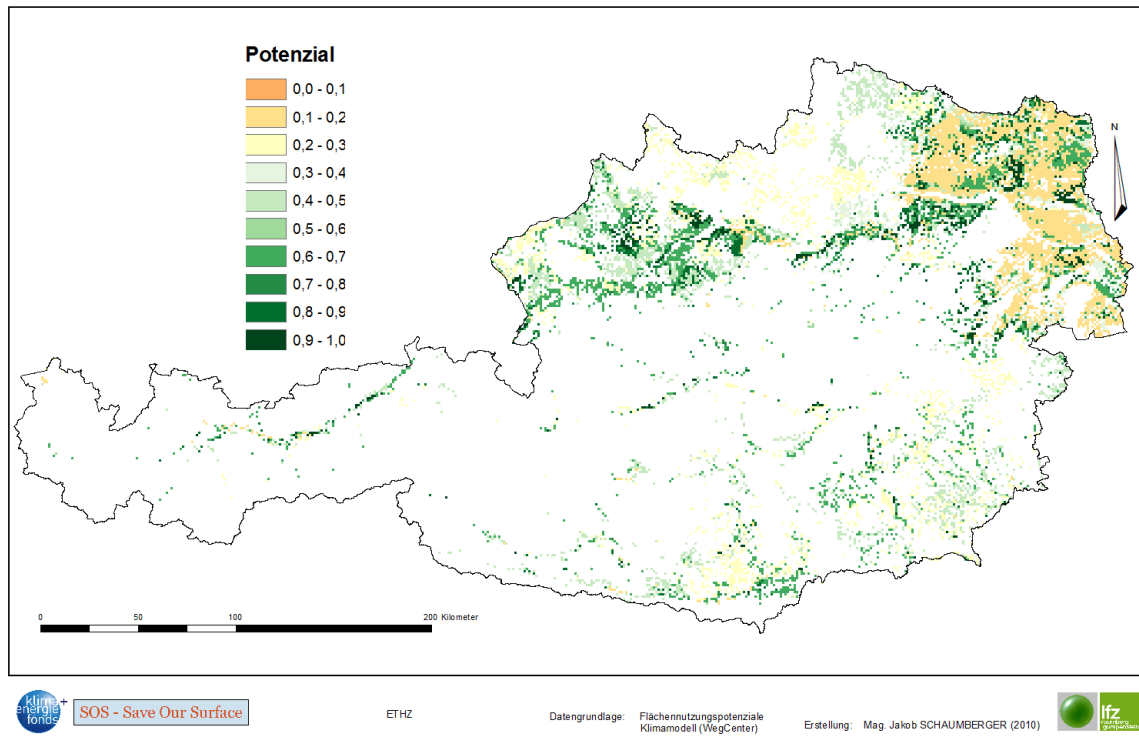 Potenzial
0,0 - 0,1
0,1 - 0,2
0,2 - 0,3
0,3 - 0,4
0,4 - 0,5
0,5 - 0,6
0,6 - 0,7
0,7 - 0,8
0,8 - 0,9
0,9 - 1,0
N
0 50 100 200 Kilometer
klima+
energie
fonds
SOS - Save Our Surface
ETHZ
Datengrundlage: Flächennutzungspotenziale
Klimamodell (WegCenter)
Erstellung: Mag. Jakob SCHAUMBERGER (2010)
lfz
raumberg
gumpenstein